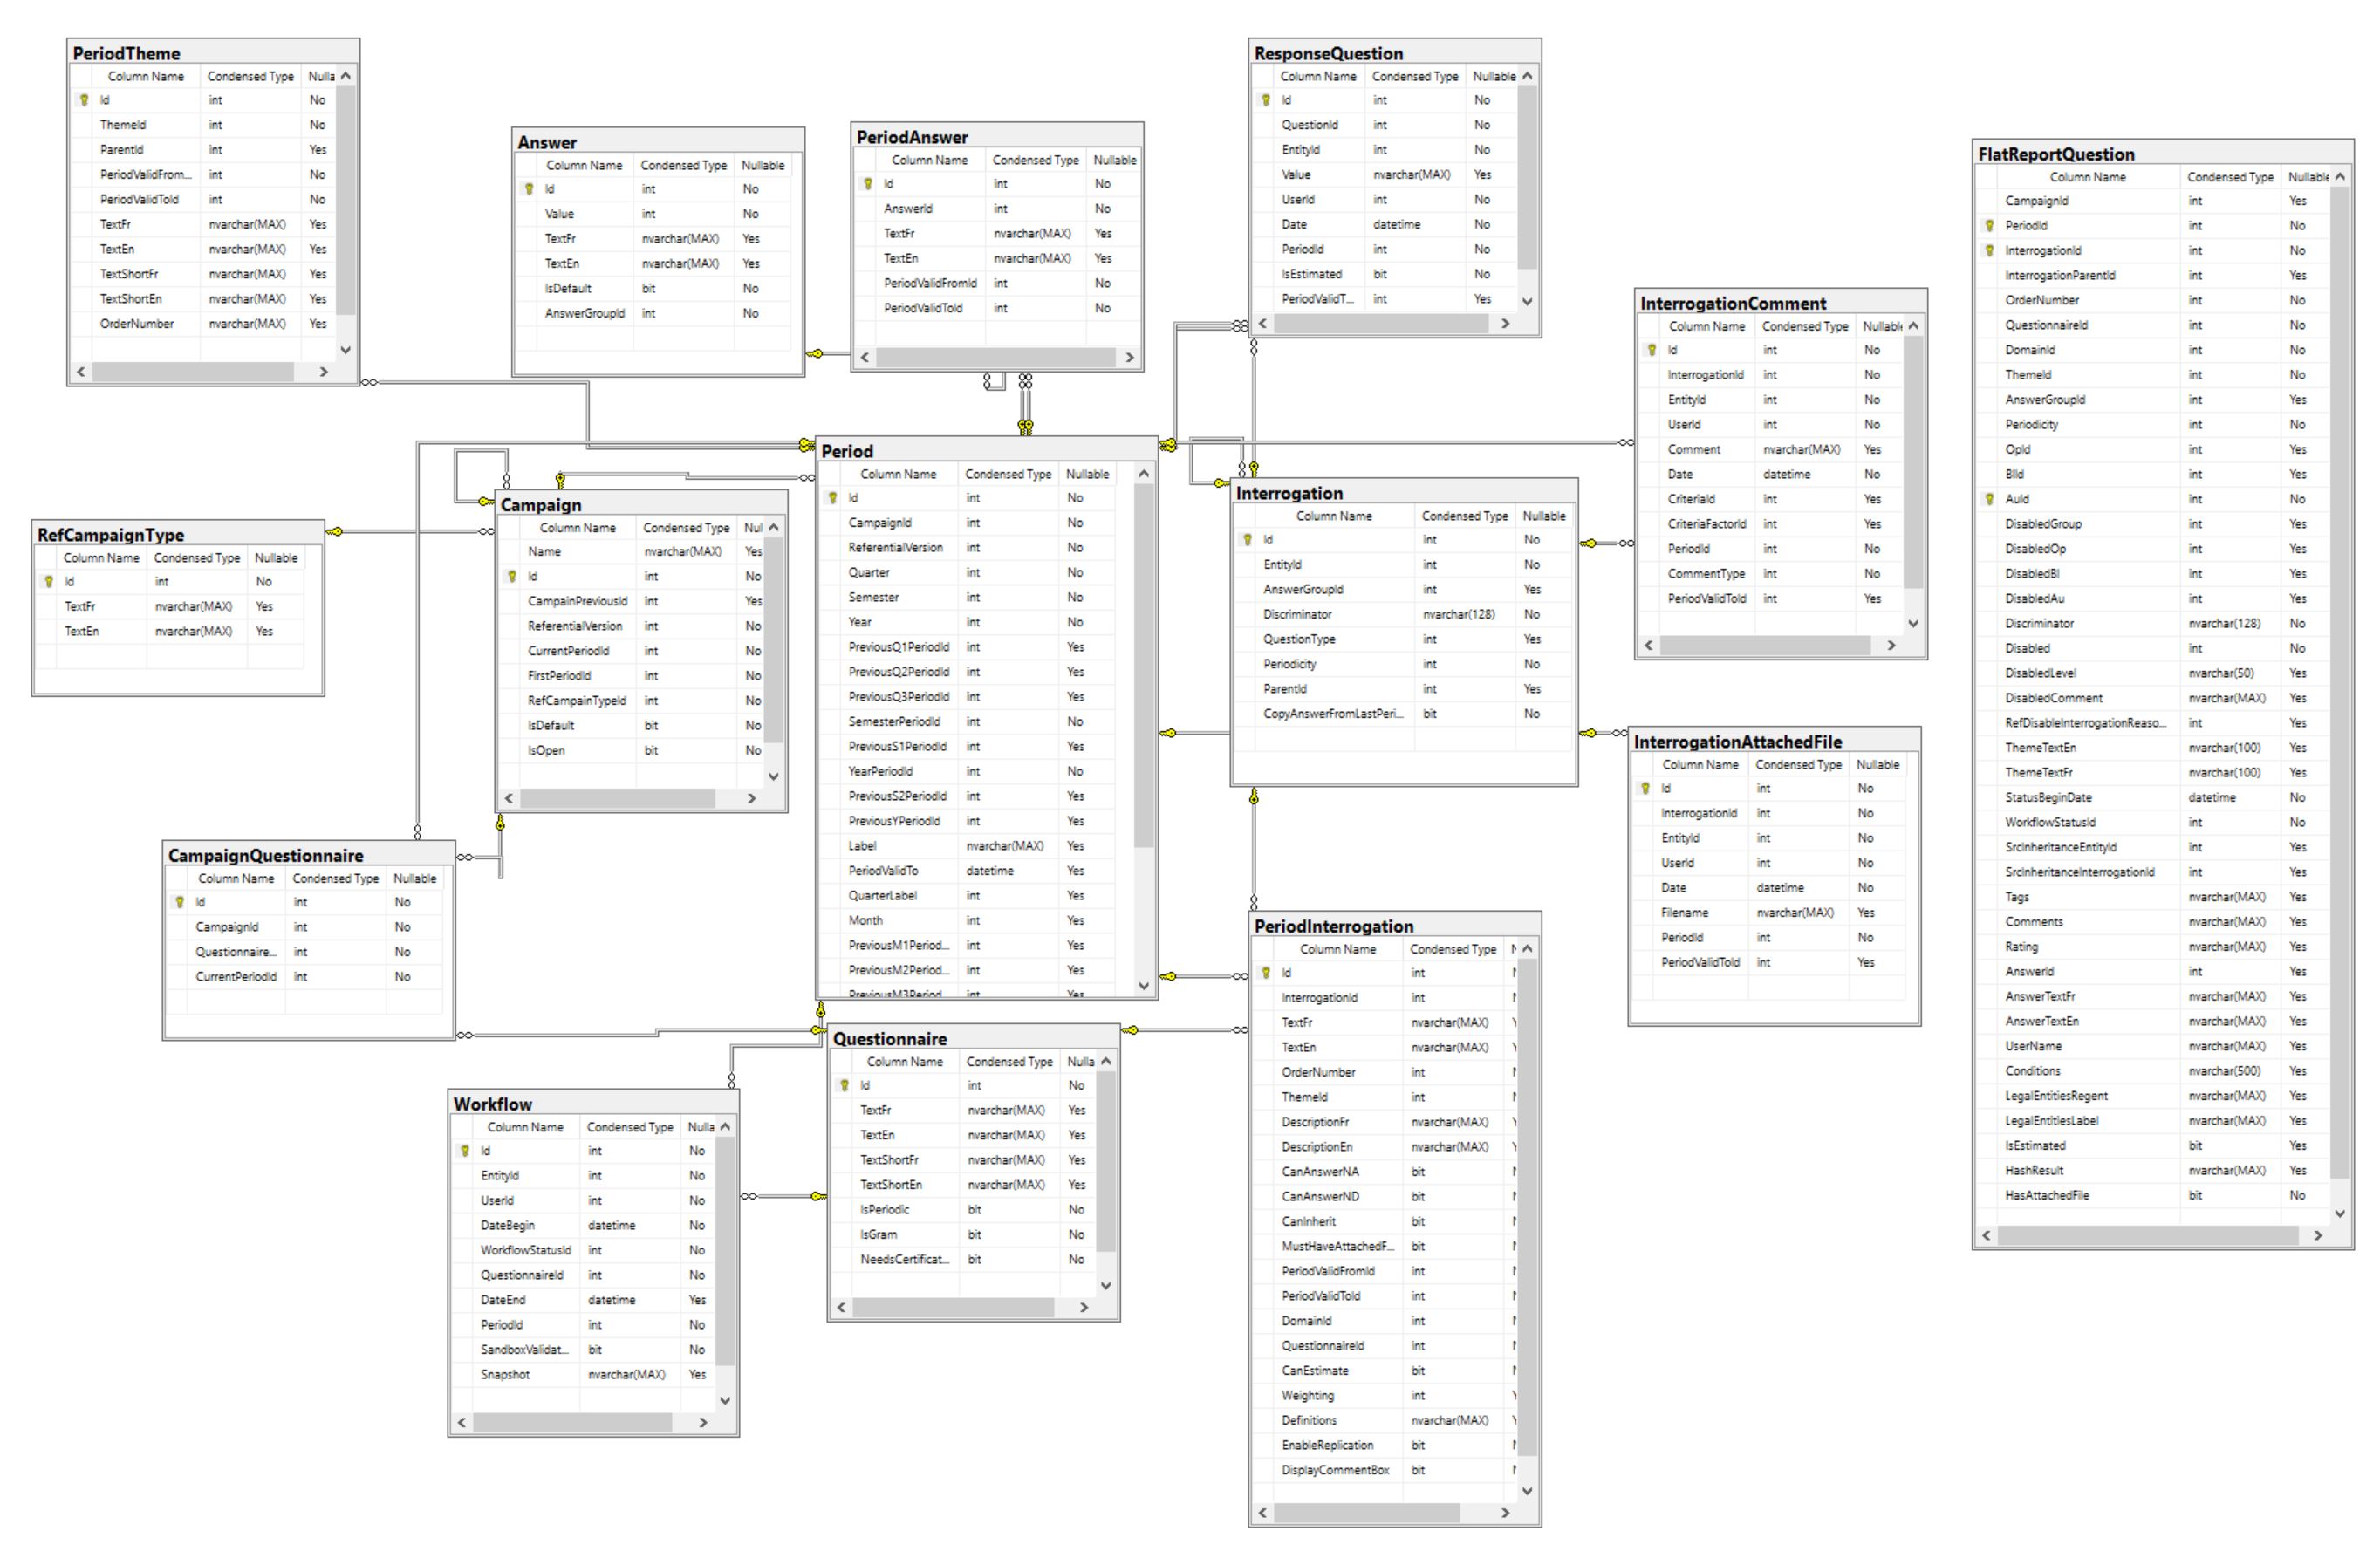 PeriodTheme
Column Name Condensed Type Nulla
Id int No
ThemeId int No
ParentId int Yes
PeriodValidFrom... int No
PeriodValidToId int No
TextFr nvarchar(MAX) Yes
TextEn nvarchar(MAX) Yes
TextShortFr nvarchar(MAX) Yes
TextShortEn nvarchar(MAX) Yes
OrderNumber nvarchar(MAX) Yes
Answer
Column Name Condensed Type Nullable
Id int No
Value int No
TextFr nvarchar(MAX) Yes
TextEn nvarchar(MAX) Yes
IsDefault bit No
AnswerGroupId int No
PeriodAnswer
Column Name Condensed Type Nullable
Id int No
AnswerId int No
TextFr nvarchar(MAX) Yes
TextEn nvarchar(MAX) Yes
PeriodValidFromId int No
PeriodValidToId int No
ResponseQuestion
Column Name Condensed Type Nullable
Id int No
QuestionId int No
EntityId int No
Value nvarchar(MAX) Yes
UserId int No
Date datetime No
PeriodId int No
IsEstimated bit No
PeriodValidT... int Yes
FlatReportQuestion
Column Name Condensed Type Nullable
CampaignId int Yes
PeriodId int No
InterrogationId int No
InterrogationParentId int Yes
OrderNumber int No
QuestionnaireId int No
DomainId int No
ThemeId int No
AnswerGroupId int Yes
Periodicity int No
OpId int Yes
BlId int Yes
AuId int No
DisabledGroup int Yes
DisabledOp int Yes
DisabledBl int Yes
DisabledAu int Yes
Discriminator nvarchar(128) No
Disabled int No
DisabledLevel nvarchar(50) Yes
DisabledComment nvarchar(MAX) Yes
RefDisableInterrogationReaso... int Yes
ThemeTextEn nvarchar(100) Yes
ThemeTextFr nvarchar(100) Yes
StatusBeginDate datetime No
WorkflowStatusId int No
SrcInheritanceEntityId int Yes
SrcInheritanceInterrogationId int Yes
Tags nvarchar(MAX) Yes
Comments nvarchar(MAX) Yes
Rating nvarchar(MAX) Yes
AnswerId int Yes
AnswerTextFr nvarchar(MAX) Yes
AnswerTextEn nvarchar(MAX) Yes
UserName nvarchar(MAX) Yes
Conditions nvarchar(500) Yes
LegalEntitiesRegent nvarchar(MAX) Yes
LegalEntitiesLabel nvarchar(MAX) Yes
IsEstimated bit Yes
HashResult nvarchar(MAX) Yes
HasAttachedFile bit No
InterrogationComment
Column Name Condensed Type Nullable
Id int No
InterrogationId int No
EntityId int No
UserId int No
Comment nvarchar(MAX) Yes
Date datetime No
CriteriaId int Yes
CriteriaFactorId int Yes
PeriodId int No
CommentType int No
PeriodValidToId int Yes
RefCampaignType
Column Name Condensed Type Nullable
Id int No
TextFr nvarchar(MAX) Yes
TextEn nvarchar(MAX) Yes
Campaign
Column Name Condensed Type Nul
Name nvarchar(MAX) Yes
Id int No
CampainPreviousId int Yes
ReferentialVersion int No
CurrentPeriodId int No
FirstPeriodId int No
RefCampainTypeId int No
IsDefault bit No
IsOpen bit No
Period
Column Name Condensed Type Nullable
Id int No
CampaignId int No
ReferentialVersion int No
Quarter int No
Semester int No
Year int No
PreviousQ1PeriodId int Yes
PreviousQ2PeriodId int Yes
PreviousQ3PeriodId int Yes
SemesterPeriodId int No
PreviousS1PeriodId int Yes
YearPeriodId int No
PreviousS2PeriodId int Yes
PreviousYPeriodId int Yes
Label nvarchar(MAX) Yes
PeriodValidTo datetime Yes
QuarterLabel int Yes
Month int Yes
PreviousM1Period... int Yes
PreviousM2Period... int Yes
PreviousM3Period int Yes
Interrogation
Column Name Condensed Type Nullable
Id int No
EntityId int No
AnswerGroupId int Yes
Discriminator nvarchar(128) No
QuestionType int Yes
Periodicity int No
ParentId int Yes
CopyAnswerFromLastPeri... bit No
InterrogationAttachedFile
Column Name Condensed Type Nullable
Id int No
InterrogationId int No
EntityId int No
UserId int No
Date datetime No
Filename nvarchar(MAX) Yes
PeriodId int No
PeriodValidToId int Yes
CampaignQuestionnaire
Column Name Condensed Type Nullable
Id int No
CampaignId int No
Questionnaire... int No
CurrentPeriodId int No
Workflow
Column Name Condensed Type Nulla
Id int No
EntityId int No
UserId int No
DateBegin datetime No
WorkflowStatusId int No
QuestionnaireId int No
DateEnd datetime Yes
PeriodId int No
SandboxValidat... bit No
Snapshot nvarchar(MAX) Yes
Questionnaire
Column Name Condensed Type Nulla
Id int No
TextFr nvarchar(MAX) Yes
TextEn nvarchar(MAX) Yes
TextShortFr nvarchar(MAX) Yes
TextShortEn nvarchar(MAX) Yes
IsPeriodic bit No
IsGram bit No
NeedsCertificat... bit No
PeriodInterrogation
Column Name Condensed Type
Id int
InterrogationId int
TextFr nvarchar(MAX)
TextEn nvarchar(MAX)
OrderNumber int
ThemeId int
DescriptionFr nvarchar(MAX)
DescriptionEn nvarchar(MAX)
CanAnswerNA bit
CanAnswerND bit
CanInherit bit
MustHaveAttachedF... bit
PeriodValidFromId int
PeriodValidToId int
DomainId int
QuestionnaireId int
CanEstimate bit
Weighting int
Definitions nvarchar(MAX)
EnableReplication bit
DisplayCommentBox bit